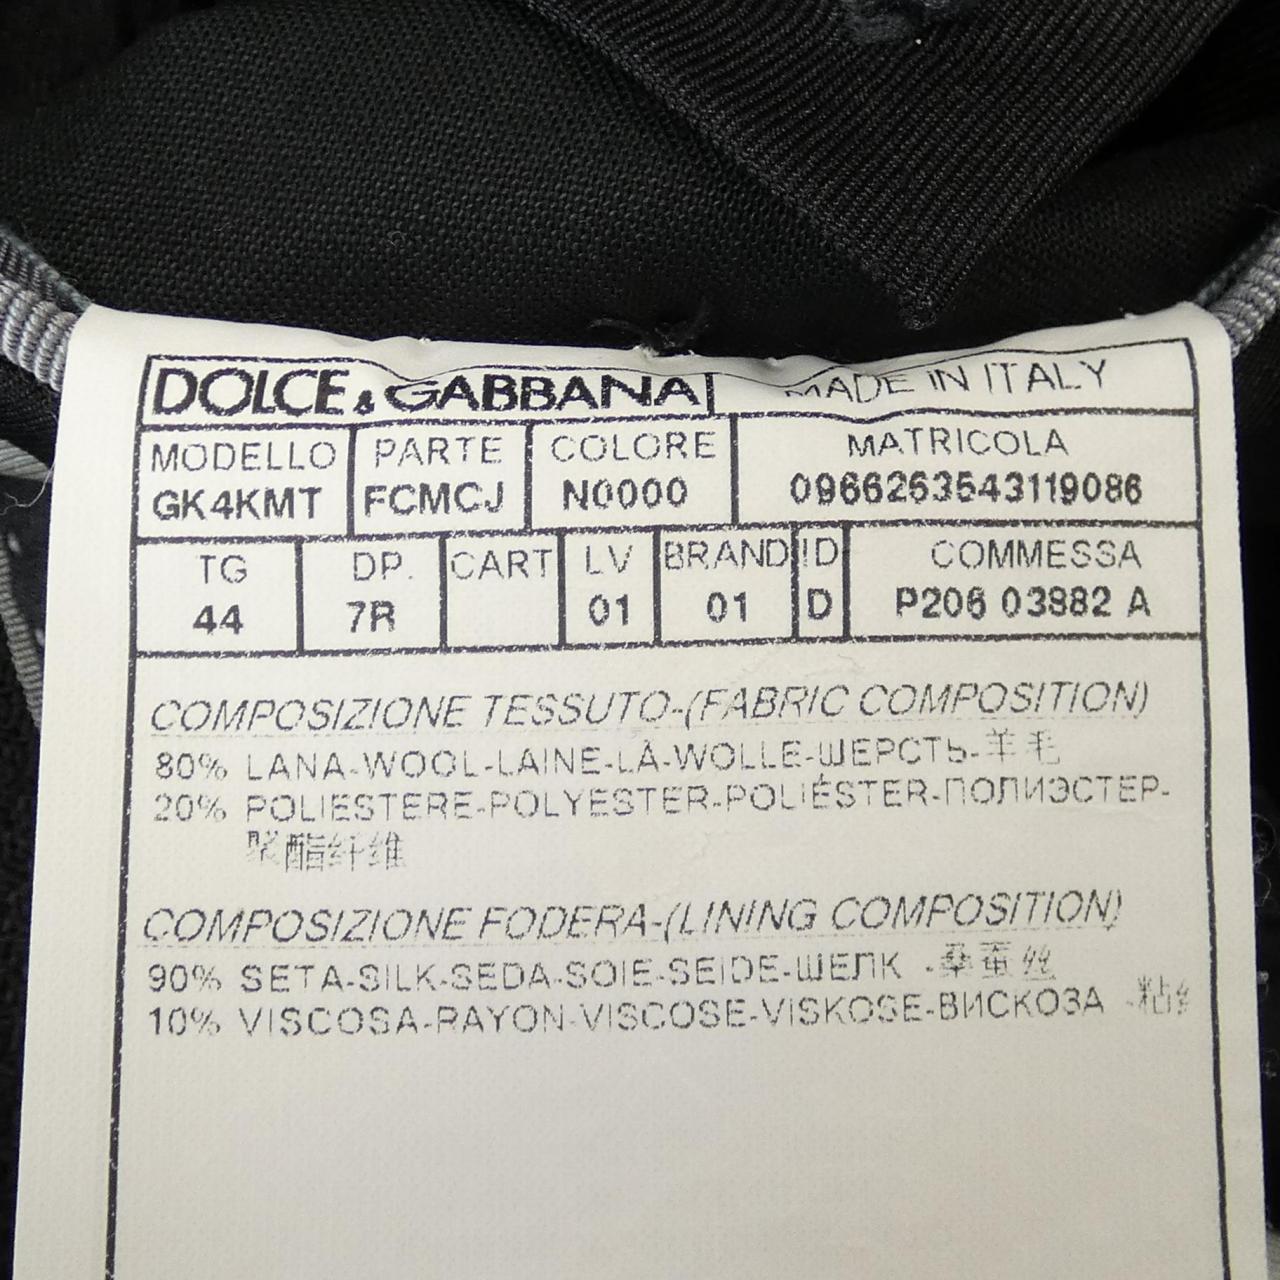 DOLCE & GABBANA MADE IN ITALY
MODELLO PARTE COLORE MATRICOLA
GK4KMT FCMCJ N0000 0966263543119086
TG DP. CART LV BRAND ID COMMESSA
44 7R 01 01 D P206 03882 A
COMPOSIZIONE TESSUTO-(FABRIC COMPOSITION)
80% LANA-WOOL-LAINE-LÃ-WOLLE-ШЕРСТЬ-羊毛
20% POLIESTERE-POLYESTER-POLIÉSTER-ПОЛИЭСТЕР-
聚酯纤维
COMPOSIZIONE FODERA-(LINING COMPOSITION)
90% SETA-SILK-SEDA-SOIE-SEIDE-ШЕЛК -桑蚕丝
10% VISCOSA-RAYON-VISCOSE-VISKOSE-ВИСКОЗА -粘